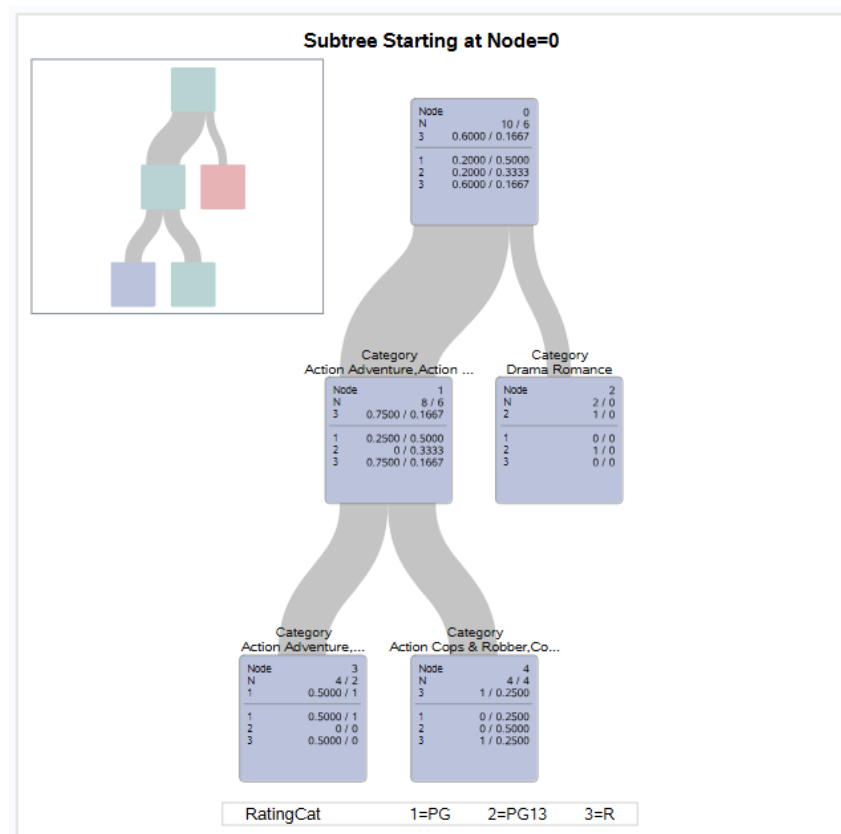 Subtree Starting at Node=0
Node 0
N 10 / 6
3 0.6000 / 0.1667
1 0.2000 / 0.5000
2 0.2000 / 0.3333
3 0.6000 / 0.1667
Category
Action Adventure,Action ...
Node 1
N 8 / 6
3 0.7500 / 0.1667
1 0.2500 / 0.5000
2 0 / 0.3333
3 0.7500 / 0.1667
Category
Drama Romance
Node 2
N 2 / 0
2 1 / 0
1 0 / 0
2 1 / 0
3 0 / 0
Category
Action Adventure,...
Node 3
N 4 / 2
1 0.5000 / 1
1 0.5000 / 1
2 0 / 0
3 0.5000 / 0
Category
Action Cops & Robber,Co...
Node 4
N 4 / 4
3 1 / 0.2500
1 0 / 0.2500
2 0 / 0.5000
3 1 / 0.2500
RatingCat 1=PG 2=PG13 3=R